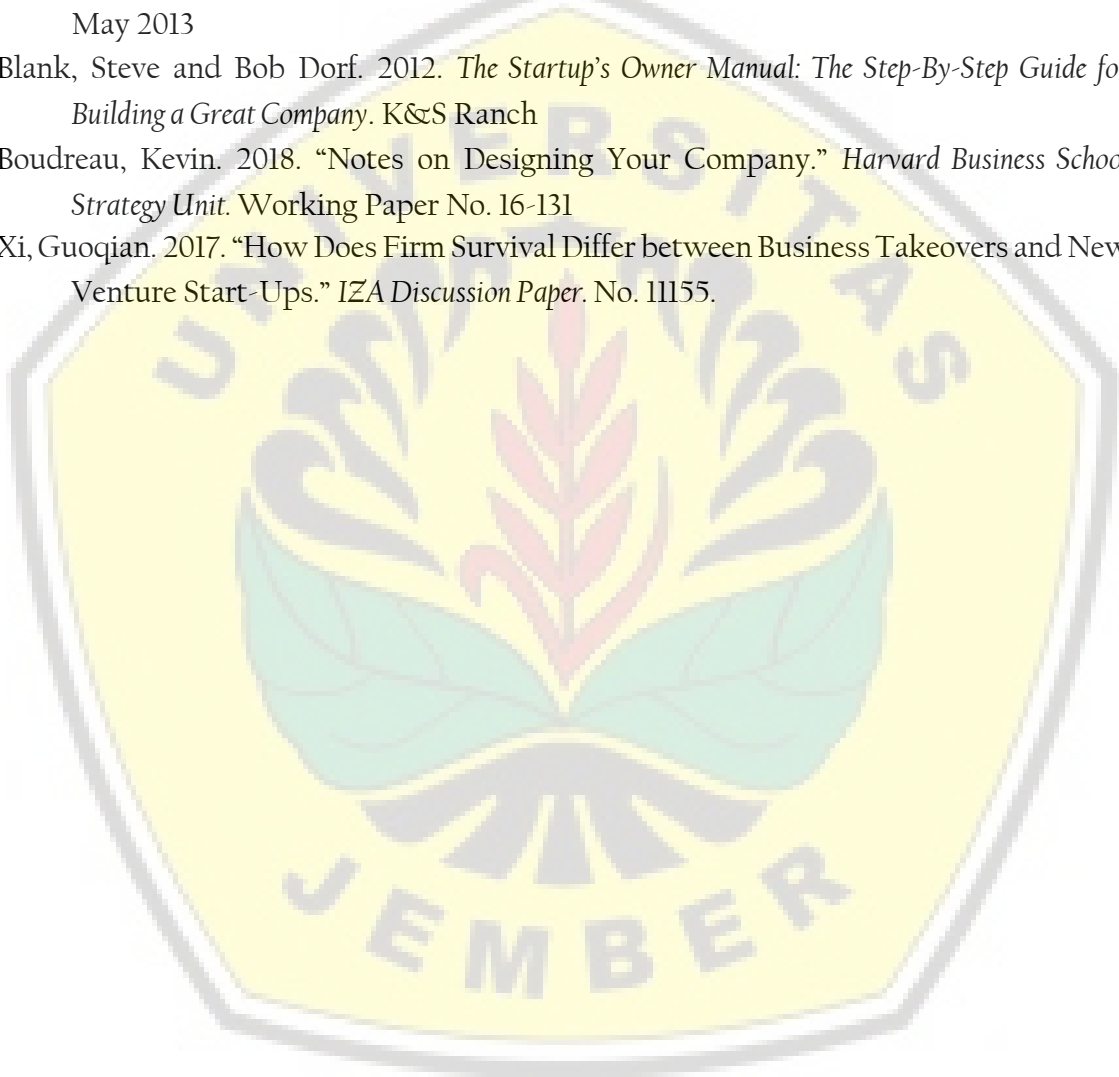 May 2013
Blank, Steve and Bob Dorf. 2012. The Startup's Owner Manual: The Step-By-Step Guide fo
Building a Great Company. K&S Ranch
Boudreau, Kevin. 2018. “Notes on Designing Your Company.” Harvard Business Schoo
Strategy Unit. Working Paper No. 16-131
Xi, Guoqian. 2017. “How Does Firm Survival Differ between Business Takeovers and New
Venture Start-Ups.” IZA Discussion Paper. No. 11155.
UNIVERSITAS
JEMBER